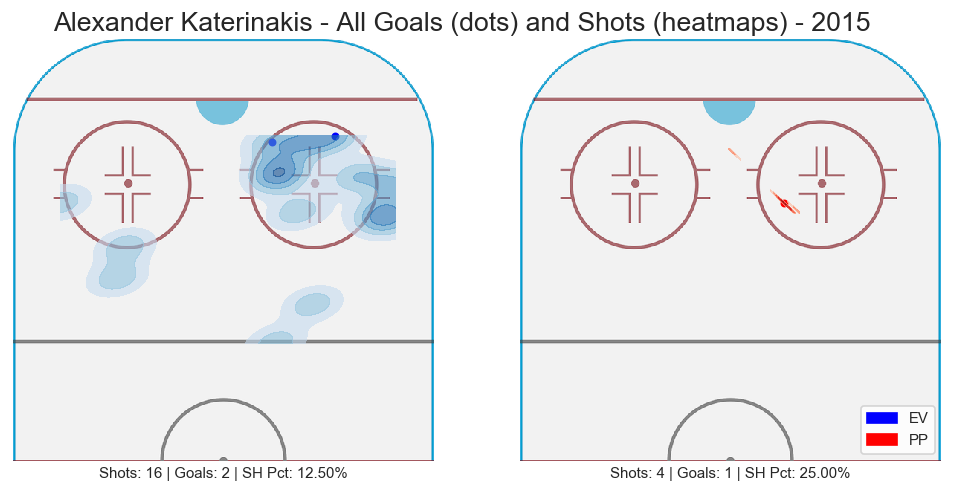 Alexander Katerinakis - All Goals (dots) and Shots (heatmaps) - 2015
EV
PP
Shots: 16 | Goals: 2 | SH Pct: 12.50%
Shots: 4 | Goals: 1 | SH Pct: 25.00%